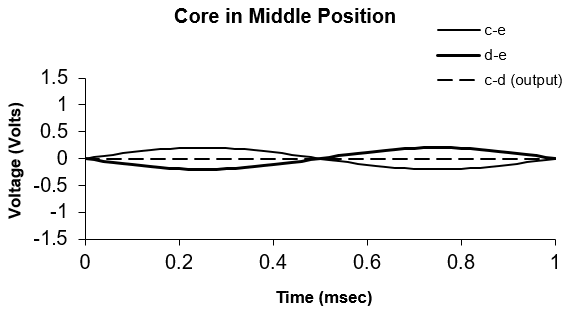 Core in Middle Position
c-e
d-e
c-d (output)
Voltage (Volts)
1.5
1
0.5
0
-0.5
-1
-1.5
0 0.2 0.4 0.6 0.8 1
Time (msec)